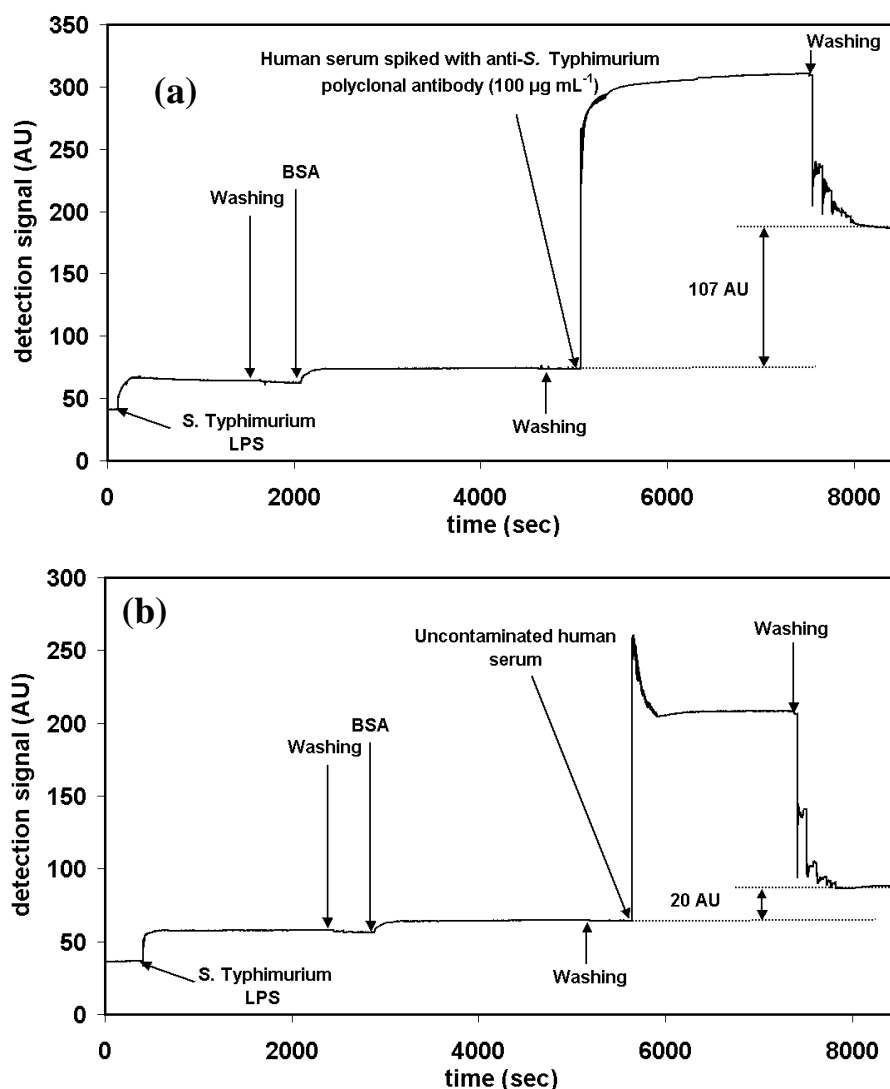 350
300
250
200
150
100
50
0
detection signal (AU)
(a)
Human serum spiked with anti-S. Typhimurium
polyclonal antibody (100 µg mL-1)
Washing
BSA
Washing
107 AU
S. Typhimurium
LPS
Washing
0 2000 4000 6000 8000
time (sec)
300
250
200
150
100
50
0
detection signal (AU)
(b)
Uncontaminated human
serum
Washing
BSA
Washing
20 AU
S. Typhimurium
LPS
Washing
0 2000 4000 6000 8000
time (sec)